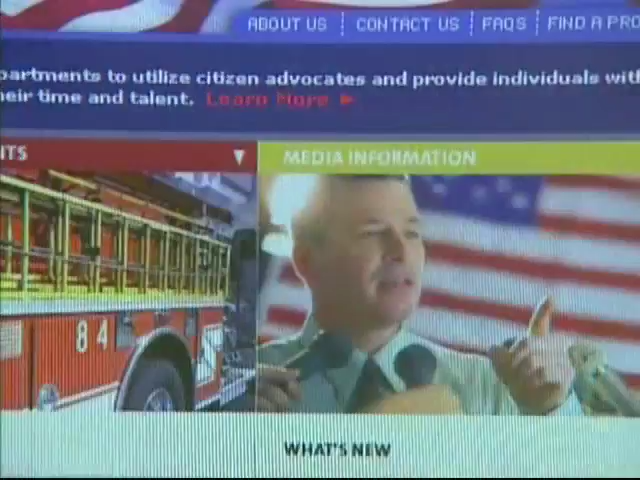 ABOUT US | CONTACT US | FAQS | FIND A PRO
partments to utilize citizen advocates and provide individuals wit
heir time and talent. Learn More ►
NTS ▼
MEDIA INFORMATION
84
WHAT'S NEW